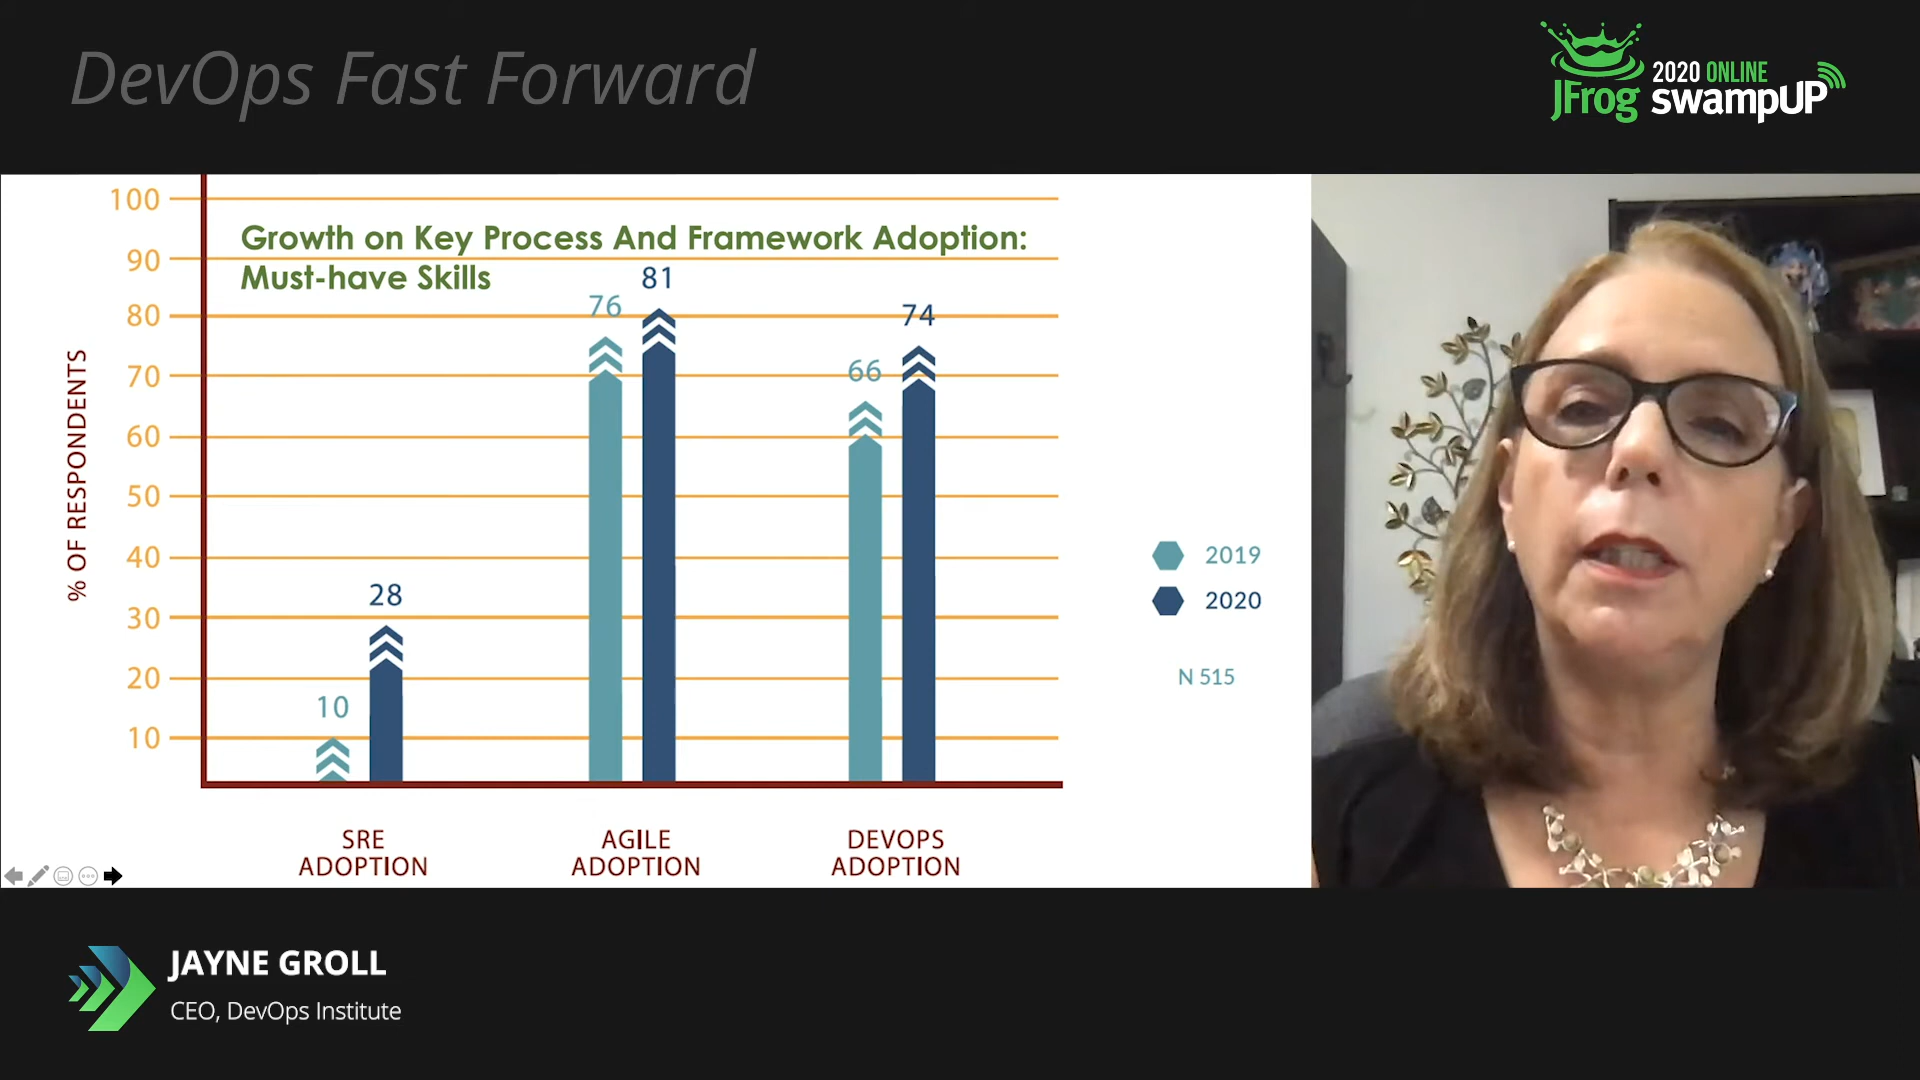 DevOps Fast Forward
JFrog
2020 ONLINE
swampUP
Growth on Key Process And Framework Adoption:
Must-have Skills
% OF RESPONDENTS
100
90
80
70
60
50
40
30
20
10
10
28
76
81
66
74
SRE
ADOPTION
AGILE
ADOPTION
DEVOPS
ADOPTION
2019
2020
N 515
JAYNE GROLL
CEO, DevOps Institute